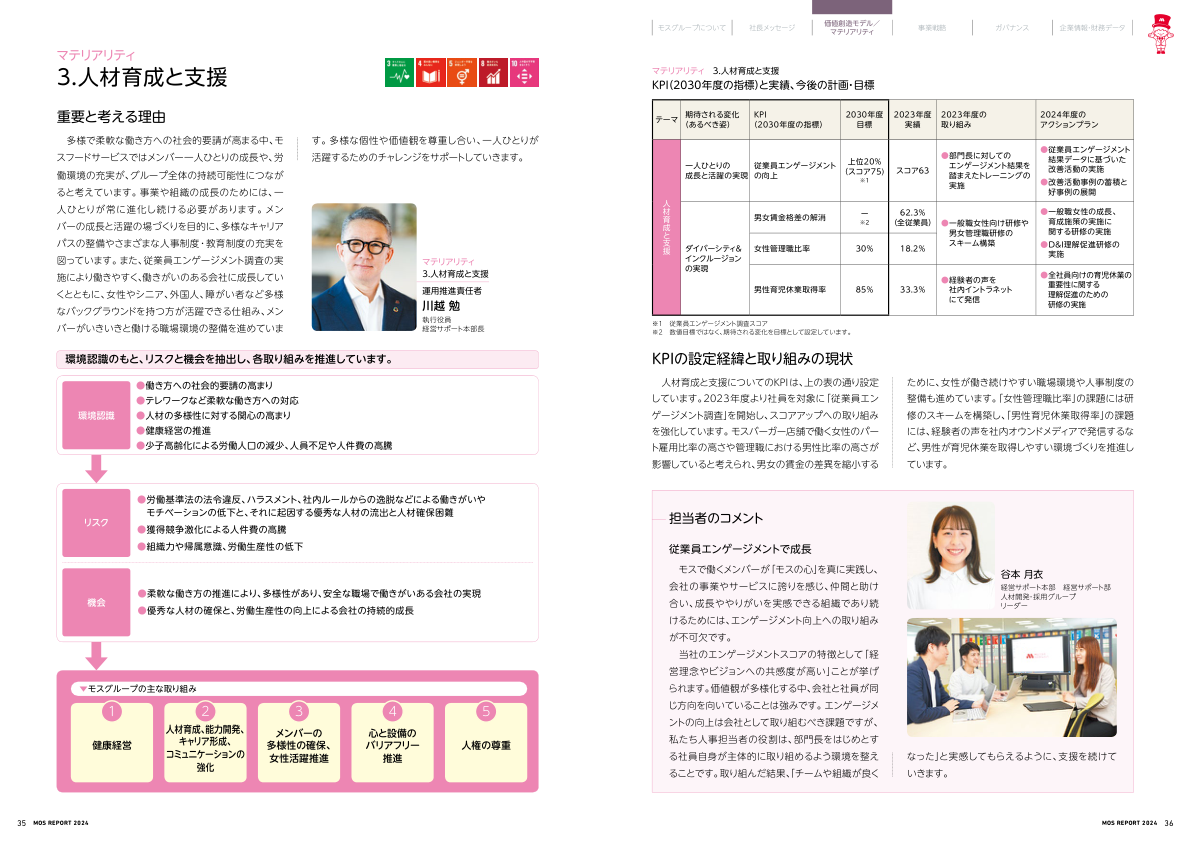 マテリアリティ
3.人材育成と支援
重要と考える理由
多様で柔軟な働き方への社会的要請が高まる中、モ
スフードサービスではメンバー一人ひとりの成長や、労
働環境の充実が、グループ全体の持続可能性につなが
ると考えています。事業や組織の成長のためには、一
人ひとりが常に進化し続ける必要があります。メン
バーの成長と活躍の場づくりを目的に、多様なキャリア
パスの整備やさまざまな人事制度・教育制度の充実を
図っています。また、従業員エンゲージメント調査の実
施により働きやすく、働きがいのある会社に成長してい
くとともに、女性やシニア、外国人、障がい者など多様
なバックグラウンドを持つ方が活躍できる仕組み、メン
バーがいきいきと働ける職場環境の整備を進めていま
す。多様な個性や価値観を尊重し合い、一人ひとりが
活躍するためのチャレンジをサポートしていきます。
マテリアリティ
3.人材育成と支援
運用推進責任者
川越 勉
執行役員
経営サポート本部長
環境認識のもと、リスクと機会を抽出し、各取り組みを推進しています。
環境認識
●働き方への社会的要請の高まり
●テレワークなど柔軟な働き方への対応
●人材の多様性に対する関心の高まり
●健康経営の推進
●少子高齢化による労働人口の減少、人員不足や人件費の高騰
リスク
●労働基準法の法令違反、ハラスメント、社内ルールからの逸脱などによる働きがいや
モチベーションの低下と、それに起因する優秀な人材の流出と人材確保困難
●獲得競争激化による人件費の高騰
●組織力や帰属意識、労働生産性の低下
機会
●柔軟な働き方の推進により、多様性があり、安全な職場で働きがいがある会社の実現
●優秀な人材の確保と、労働生産性の向上による会社の持続的成長
▼モスグループの主な取り組み
1
健康経営
2
人材育成、能力開発、
キャリア形成、
コミュニケーションの
強化
3
メンバーの
多様性の確保、
女性活躍推進
4
心と設備の
バリアフリー
推進
5
人権の尊重
35 MOS REPORT 2024
モスグループについて
社長メッセージ
価値創造モデル／
マテリアリティ
事業戦略
ガバナンス
企業情報・財務データ
マテリアリティ 3.人材育成と支援
KPI（2030年度の指標）と実績、今後の計画・目標
テーマ
期待される変化
（あるべき姿）
KPI
（2030年度の指標）
2030年度
目標
2023年度
実績
2023年度の
取り組み
2024年度の
アクションプラン
人材育成と支援
一人ひとりの
成長と活躍の実現
従業員エンゲージメント
の向上
上位20%
（スコア75）
※1
スコア63
●部門長に対しての
エンゲージメント結果を
踏まえたトレーニングの
実施
●従業員エンゲージメント
結果データに基づいた
改善活動の実施
●改善活動事例の蓄積と
好事例の展開
ダイバーシティ&
インクルージョン
の実現
男女賃金格差の解消
―
※2
62.3%
（全従業員）
●一般職女性向け研修や
男女管理職研修の
スキーム構築
●一般職女性の成長、
育成施策の実施に
関する研修の実施
●D&I理解促進研修の
実施
女性管理職比率
30%
18.2%
男性育児休業取得率
85%
33.3%
●経験者の声を
社内イントラネット
にて発信
●全社員向けの育児休業の
重要性に関する
理解促進のための
研修の実施
※1 従業員エンゲージメント調査スコア
※2 数値目標ではなく、期待される変化を目標として設定しています。
KPIの設定経緯と取り組みの現状
人材育成と支援についてのKPIは、上の表の通り設定
しています。2023年度より社員を対象に「従業員エン
ゲージメント調査」を開始し、スコアアップへの取り組み
を強化しています。モスバーガー店舗で働く女性のパー
ト雇用比率の高さや管理職における男性比率の高さが
影響していると考えられ、男女の賃金の差異を縮小する
ために、女性が働き続けやすい職場環境や人事制度の
整備も進めています。「女性管理職比率」の課題には研
修のスキームを構築し、「男性育児休業取得率」の課題
には、経験者の声を社内オウンドメディアで発信するな
ど、男性が育児休業を取得しやすい環境づくりを推進し
ています。
担当者のコメント
従業員エンゲージメントで成長
モスで働くメンバーが「モスの心」を真に実践し、
会社の事業やサービスに誇りを感じ、仲間と助け
合い、成長ややりがいを実感できる組織であり続
けるためには、エンゲージメント向上への取り組み
が不可欠です。
当社のエンゲージメントスコアの特徴として「経
営理念やビジョンへの共感度が高い」ことが挙げ
られます。価値観が多様化する中、会社と社員が同
じ方向を向いていることは強みです。エンゲージメ
ントの向上は会社として取り組むべき課題ですが、
私たち人事担当者の役割は、部門長をはじめとす
る社員自身が主体的に取り組めるよう環境を整え
ることです。取り組んだ結果、「チームや組織が良く
なった」と実感してもらえるように、支援を続けて
いきます。
谷本 月衣
経営サポート本部 経営サポート部
人材開発・採用グループ
リーダー
MOS REPORT 2024 36